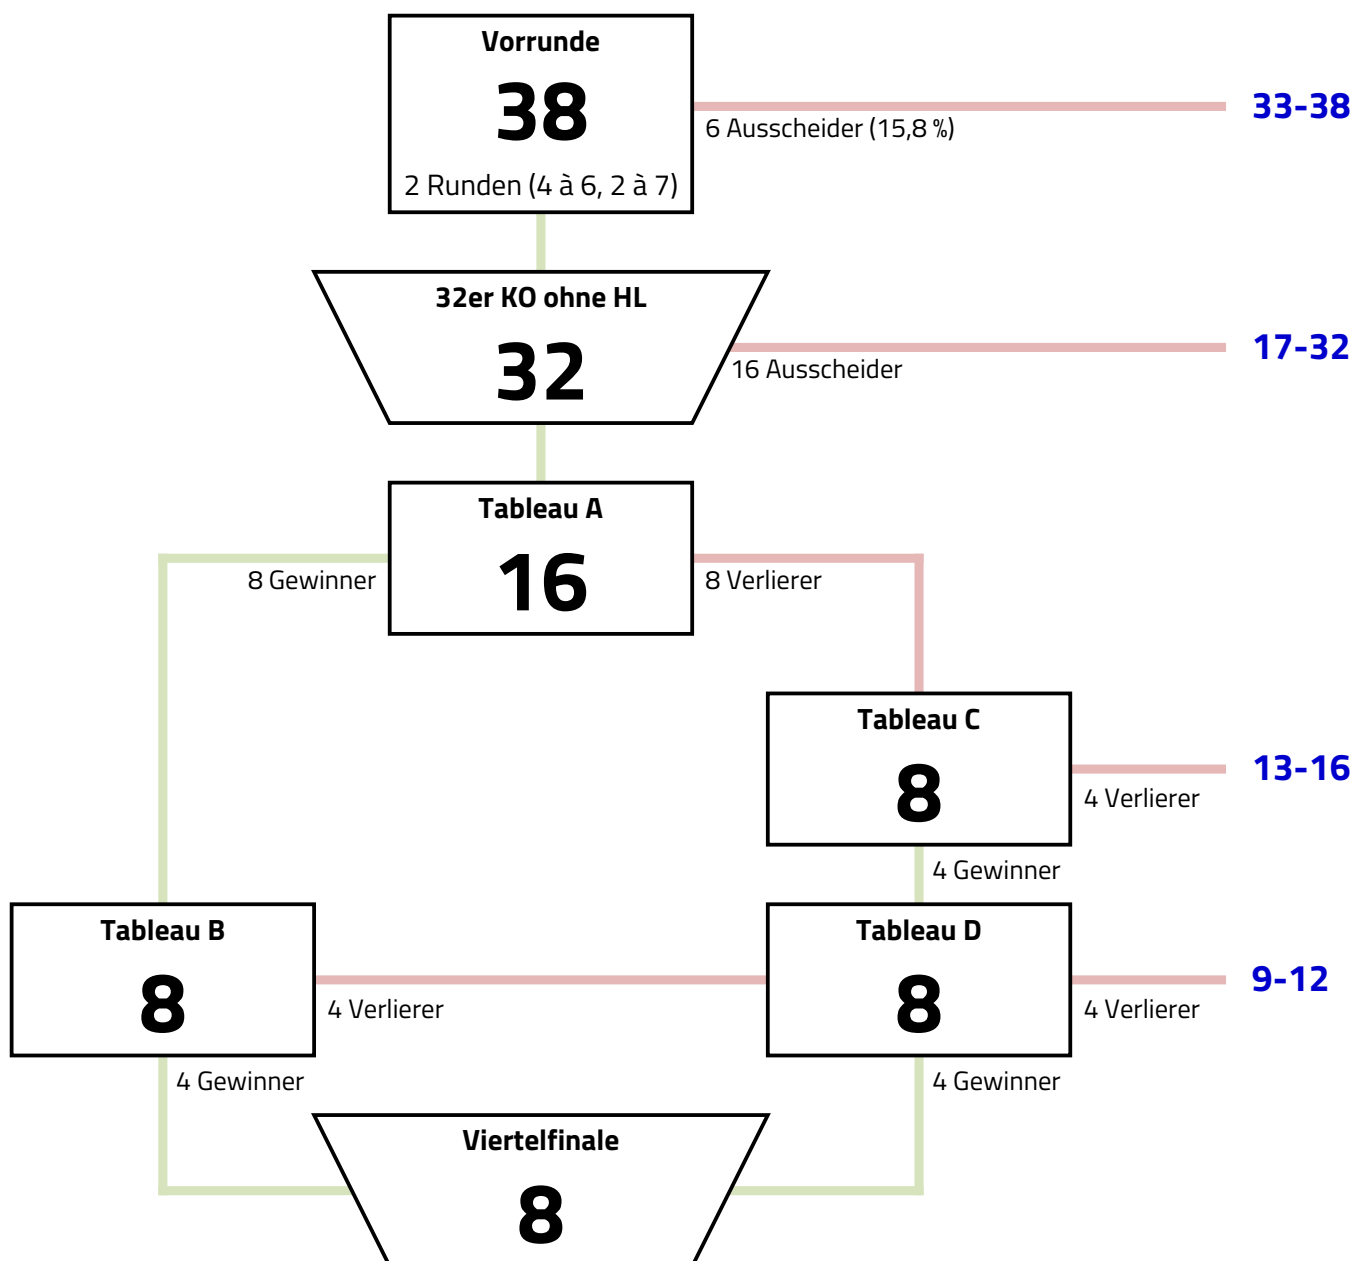 Vorrunde
38
2 Runden (4 à 6, 2 à 7)
6 Ausscheider (15,8 %)
33-38
32er KO ohne HL
32
16 Ausscheider
17-32
Tableau A
16
8 Gewinner
8 Verlierer
Tableau C
8
4 Verlierer
13-16
4 Gewinner
Tableau B
8
4 Verlierer
4 Gewinner
Tableau D
8
4 Verlierer
9-12
4 Gewinner
Viertelfinale
8